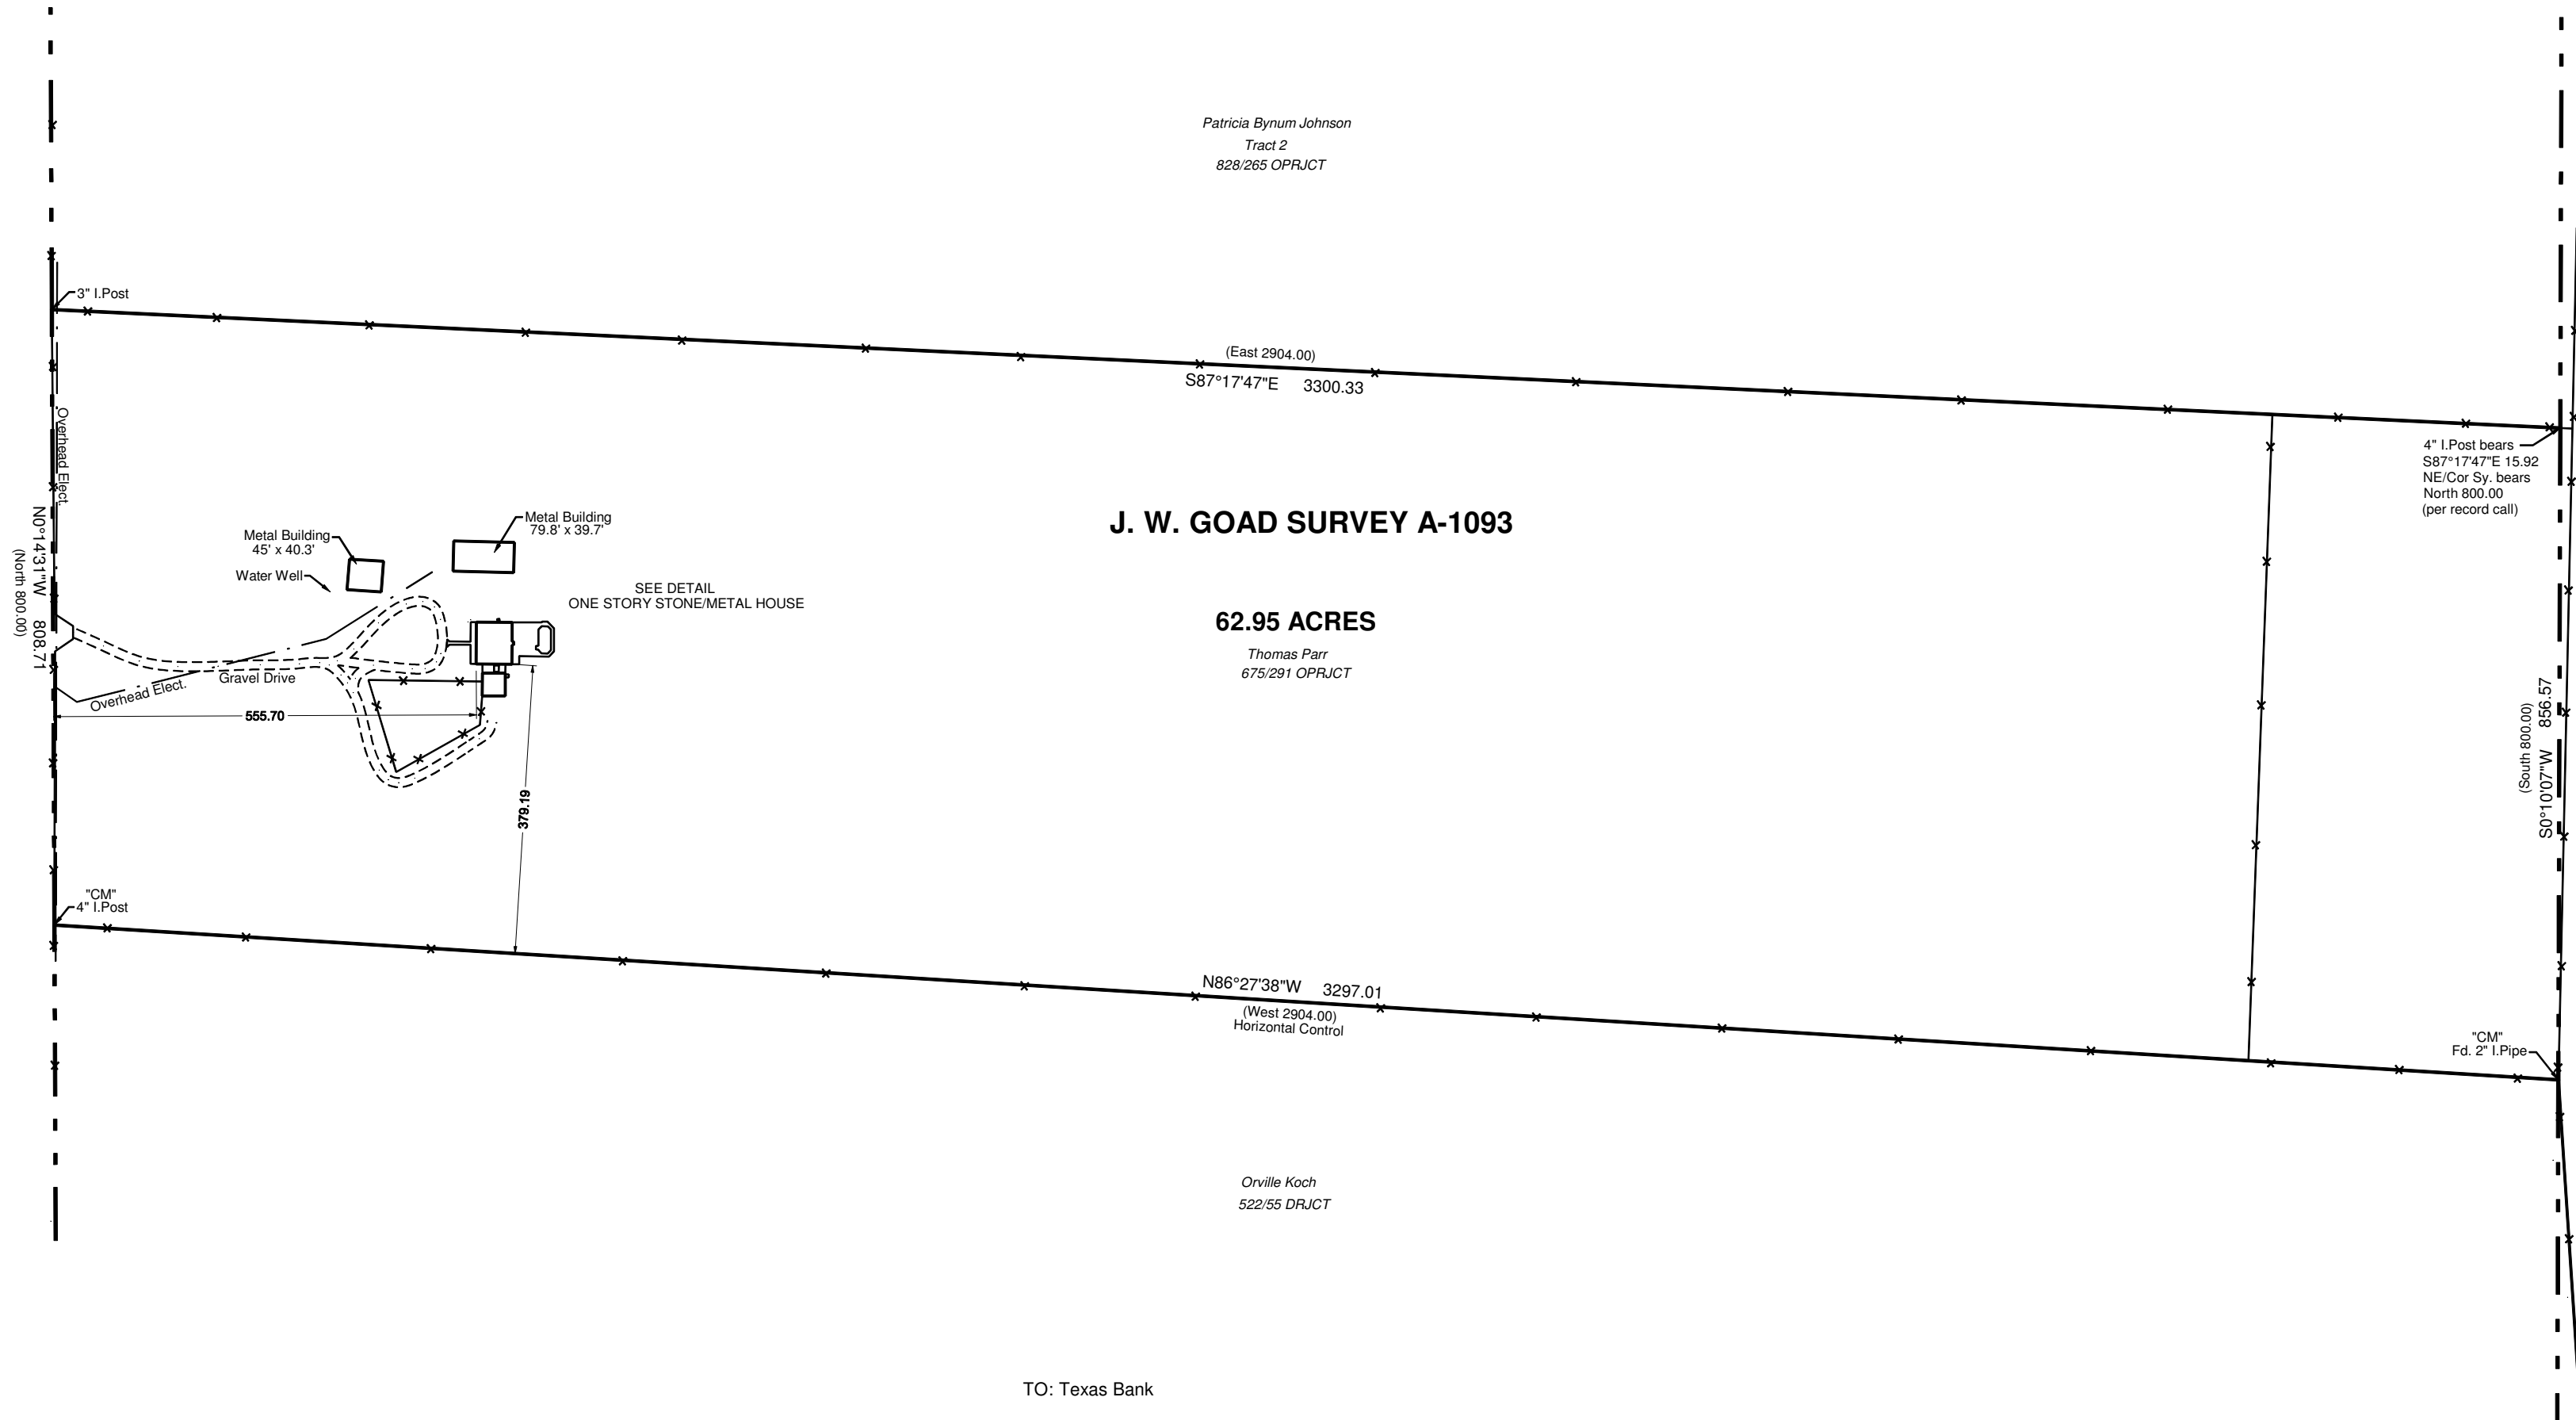 Patricia Bynum Johnson
Tract 2
828/265 OPRJCT
3" I.Post
(East 2904.00)
S87°17'47"E 3300.33
4" I.Post bears
S87°17'47"E 15.92
NE/Cor Sy. bears
North 800.00
(per record call)
Overhead Elect.
N0°14'31"W 808.71
(North 800.00)
Metal Building
79.8' x 39.7'
Metal Building
45' x 40.3'
Water Well
J. W. GOAD SURVEY A-1093
SEE DETAIL
ONE STORY STONE/METAL HOUSE
62.95 ACRES
Thomas Parr
675/291 OPRJCT
Gravel Drive
Overhead Elect.
555.70
379.19
(South 800.00)
S0°10'07"W 856.57
"CM"
4" I.Post
N86°27'38"W 3297.01
(West 2904.00)
Horizontal Control
"CM"
Fd. 2" I.Pipe
Orville Koch
522/55 DRJCT
TO: Texas Bank